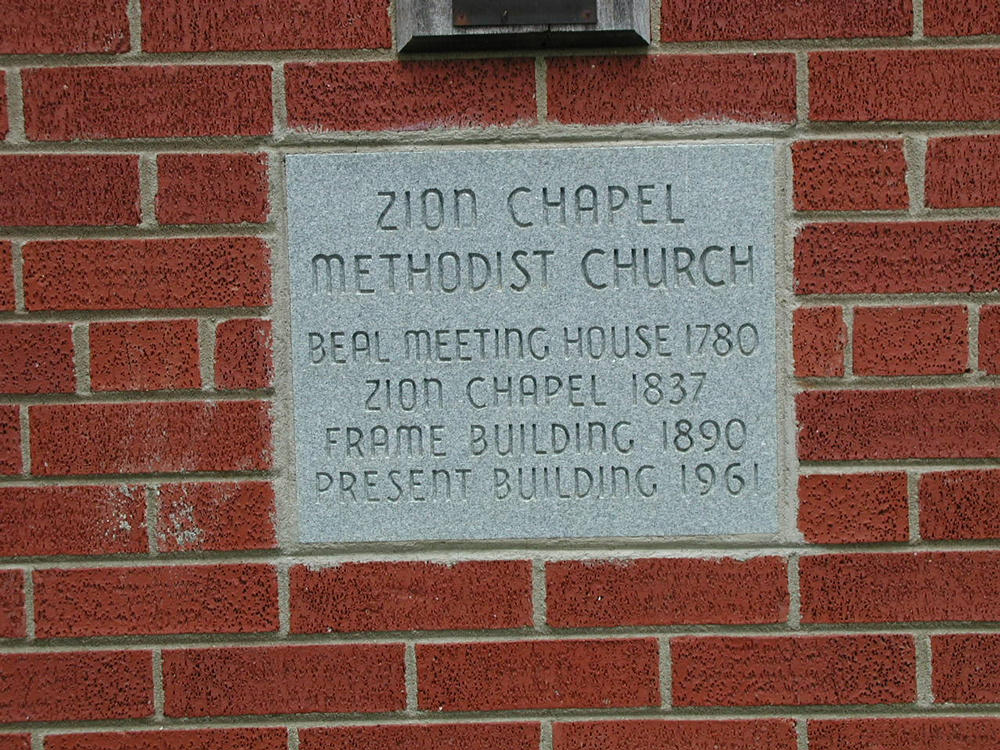 ZION CHAPEL
METHODIST CHURCH
BEAL MEETING HOUSE 1780
ZION CHAPEL 1837
FRAME BUILDING 1890
PRESENT BUILDING 1961